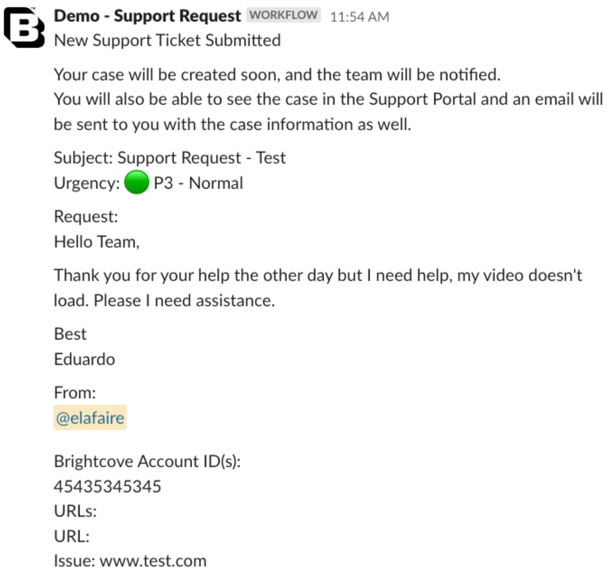 B
Demo - Support Request WORKFLOW 11:54 AM
New Support Ticket Submitted
Your case will be created soon, and the team will be notified.
You will also be able to see the case in the Support Portal and an email will
be sent to you with the case information as well.
Subject: Support Request - Test
Urgency: P3 - Normal
Request:
Hello Team,
Thank you for your help the other day but I need help, my video doesn't
load. Please I need assistance.
Best
Eduardo
From:
@elafaire
Brightcove Account ID(s):
45435345345
URLs:
URL:
Issue: www.test.com